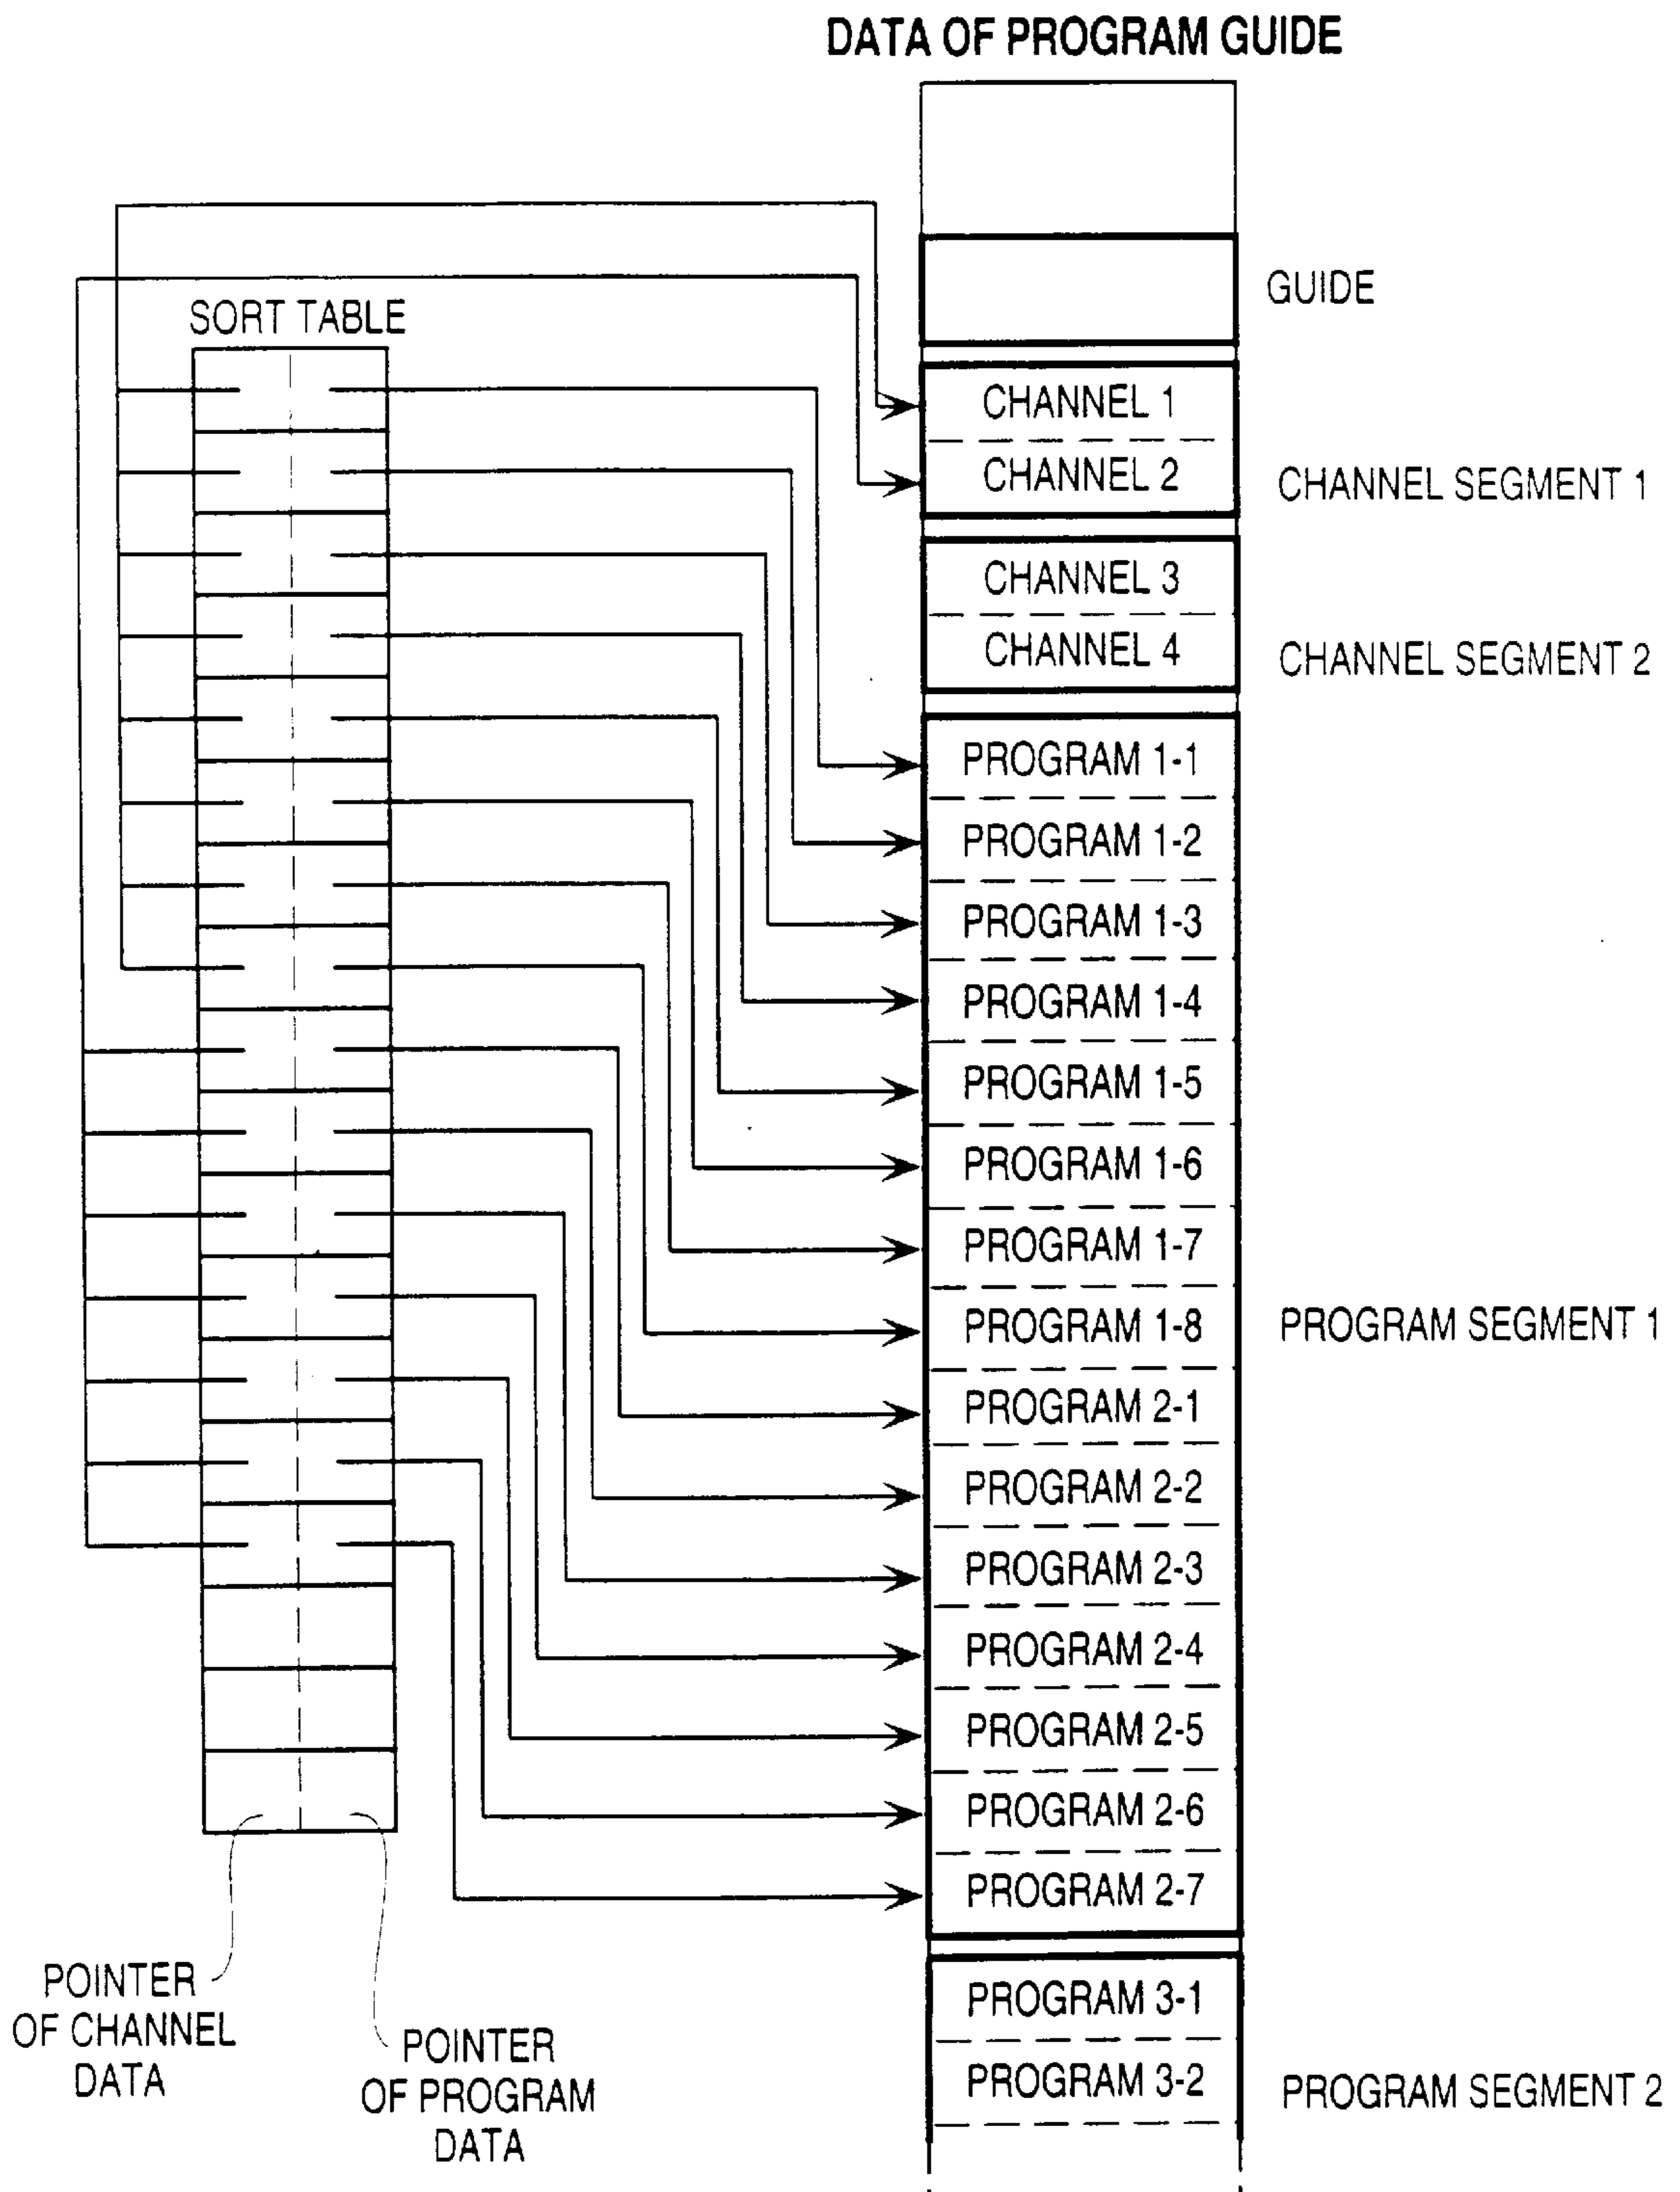 DATA OF PROGRAM GUIDE
GUIDE
SORT TABLE
CHANNEL 1
CHANNEL 2
CHANNEL SEGMENT 1
CHANNEL 3
CHANNEL 4
CHANNEL SEGMENT 2
PROGRAM 1-1
PROGRAM 1-2
PROGRAM 1-3
PROGRAM 1-4
PROGRAM 1-5
PROGRAM 1-6
PROGRAM 1-7
PROGRAM 1-8
PROGRAM SEGMENT 1
PROGRAM 2-1
PROGRAM 2-2
PROGRAM 2-3
PROGRAM 2-4
PROGRAM 2-5
PROGRAM 2-6
PROGRAM 2-7
POINTER
OF CHANNEL
DATA
POINTER
OF PROGRAM
DATA
PROGRAM 3-1
PROGRAM 3-2
PROGRAM SEGMENT 2